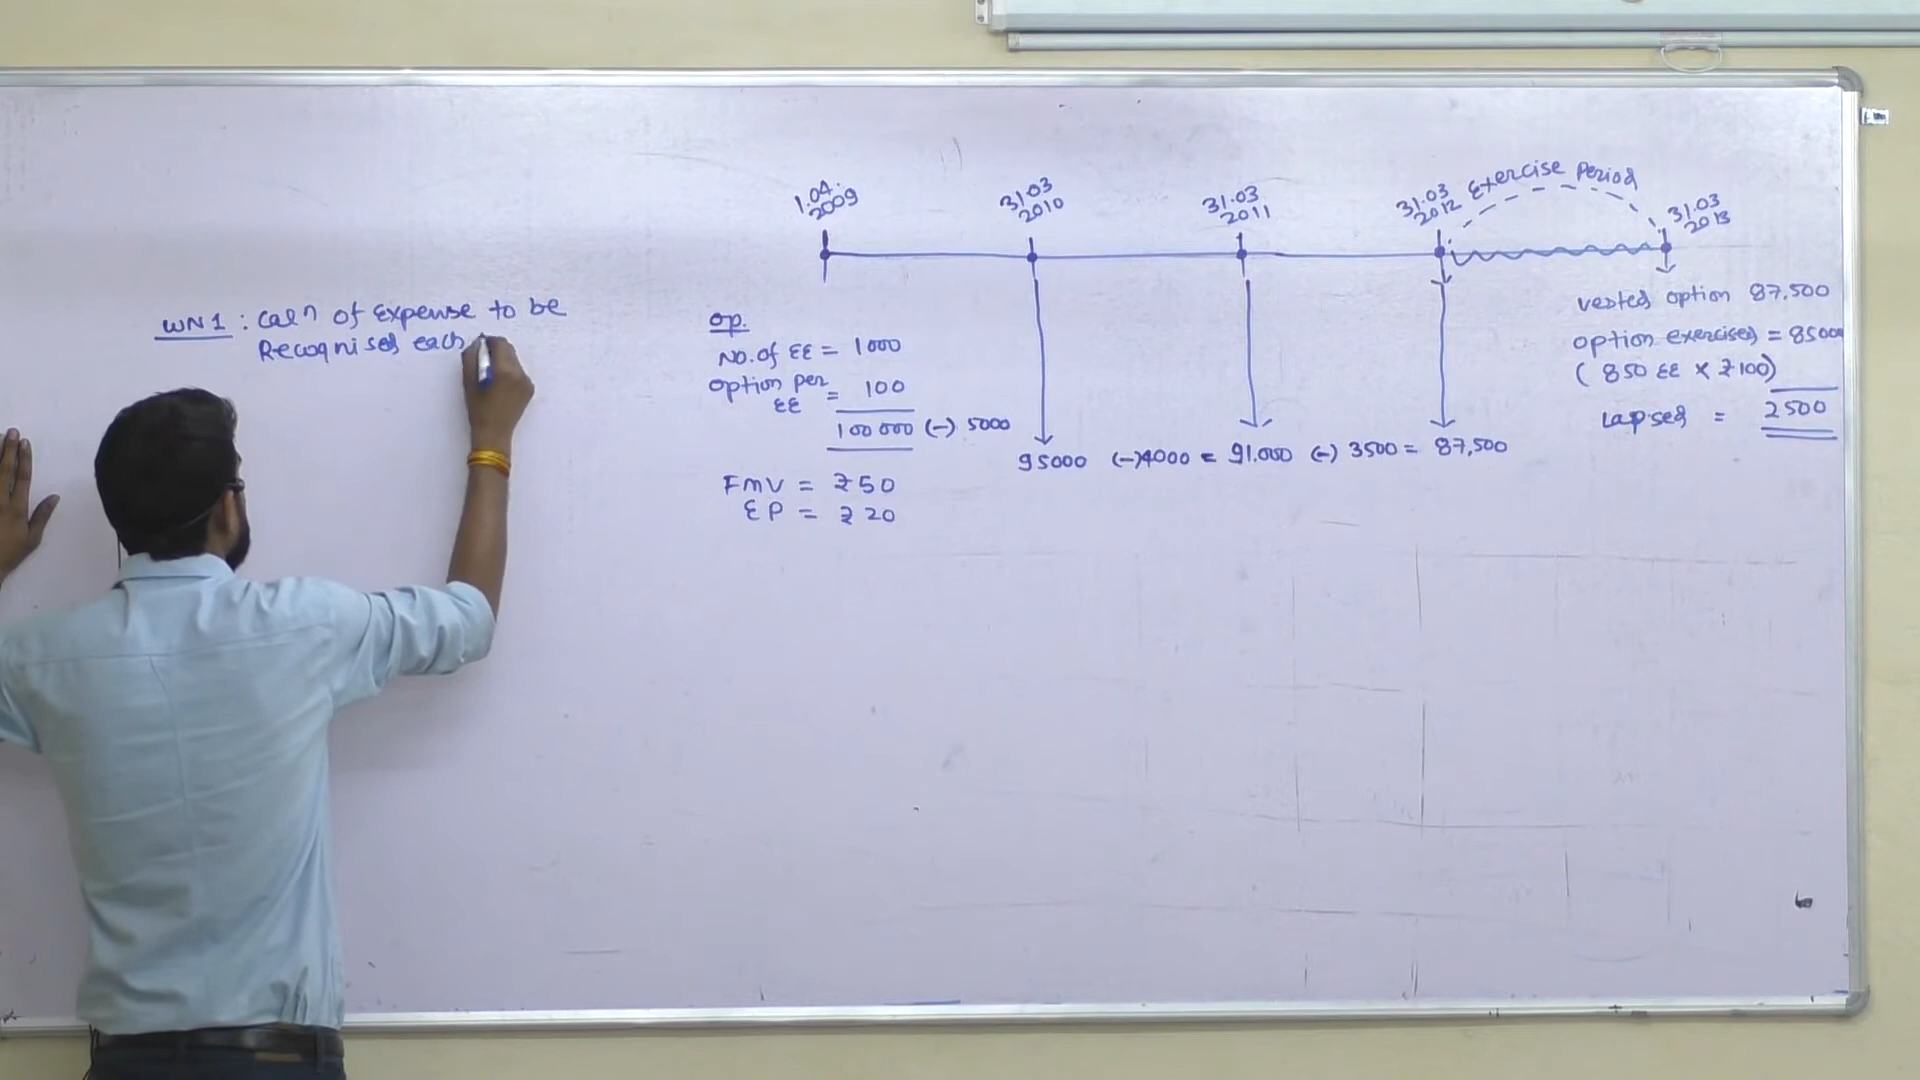 WN1 : Calⁿ of Expense to be
Recognised each
1.04.
2009
31.03
2010
31.03
2011
31.03
2012
Exercise Period
31.03
2013
OP.
No. of EE = 1000
option per
EE = 100
100000 (-) 5000
FMV = ₹50
EP = ₹20
95000 (-)4000 = 91.000 (-) 3500 = 87,500
vested option 87.500
option exercises = 85000
( 850 EE × ₹100)
Lapsed = 2500